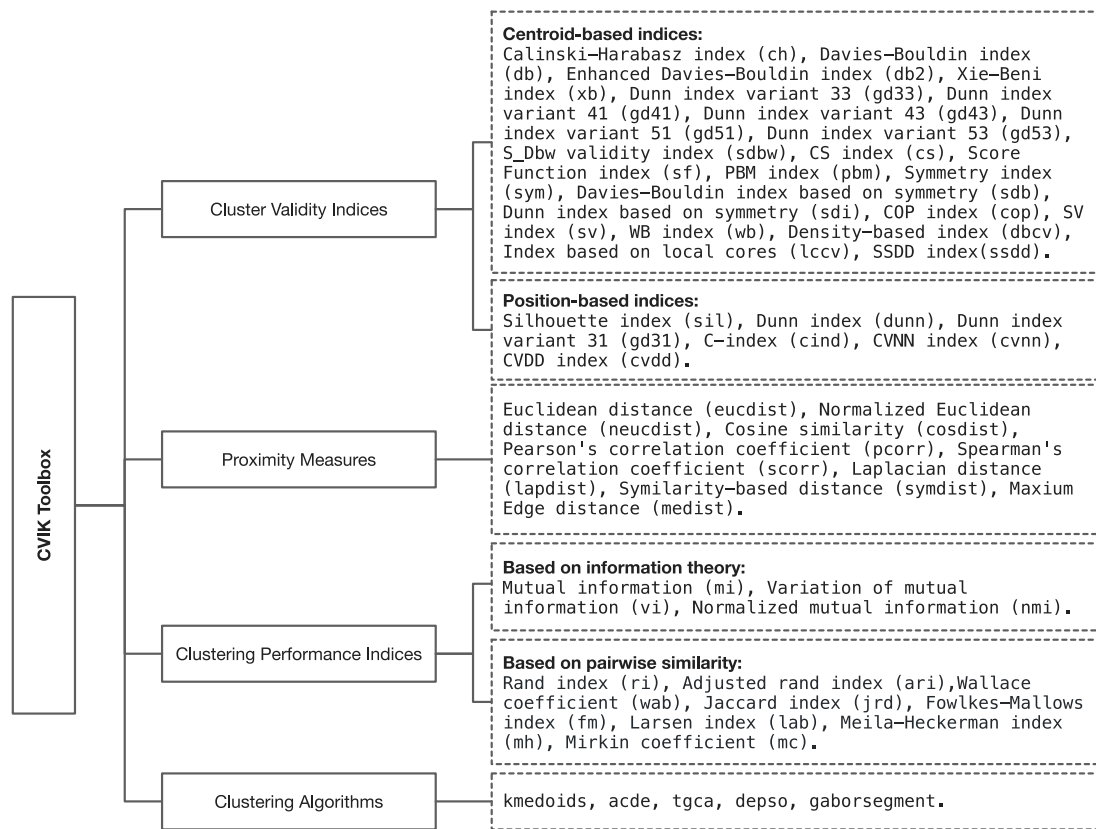 CVIK Toolbox
Cluster Validity Indices
Centroid-based indices:
Calinski-Harabasz index (ch), Davies-Bouldin index
(db), Enhanced Davies-Bouldin index (db2), Xie-Beni
index (xb), Dunn index variant 33 (gd33), Dunn index
variant 41 (gd41), Dunn index variant 43 (gd43), Dunn
index variant 51 (gd51), Dunn index variant 53 (gd53),
S_Dbw validity index (sdbw), CS index (cs), Score
Function index (sf), PBM index (pbm), Symmetry index
(sym), Davies-Bouldin index based on symmetry (sdb),
Dunn index based on symmetry (sdi), COP index (cop), SV
index (sv), WB index (wb), Density-based index (dbcv),
Index based on local cores (lccv), SSDD index(ssdd).
Position-based indices:
Silhouette index (sil), Dunn index (dunn), Dunn index
variant 31 (gd31), C-index (cind), CVNN index (cvnn),
CVDD index (cvdd).
Proximity Measures
Euclidean distance (eucdist), Normalized Euclidean
distance (neucdist), Cosine similarity (cosdist),
Pearson's correlation coefficient (pcorr), Spearman's
correlation coefficient (scorr), Laplacian distance
(lapdist), Symilarity-based distance (symdist), Maxium
Edge distance (medist).
Clustering Performance Indices
Based on information theory:
Mutual information (mi), Variation of mutual
information (vi), Normalized mutual information (nmi).
Based on pairwise similarity:
Rand index (ri), Adjusted rand index (ari),Wallace
coefficient (wab), Jaccard index (jrd), Fowlkes-Mallows
index (fm), Larsen index (lab), Meila-Heckerman index
(mh), Mirkin coefficient (mc).
Clustering Algorithms
kmedoids, acde, tgca, depso, gaborsegment.